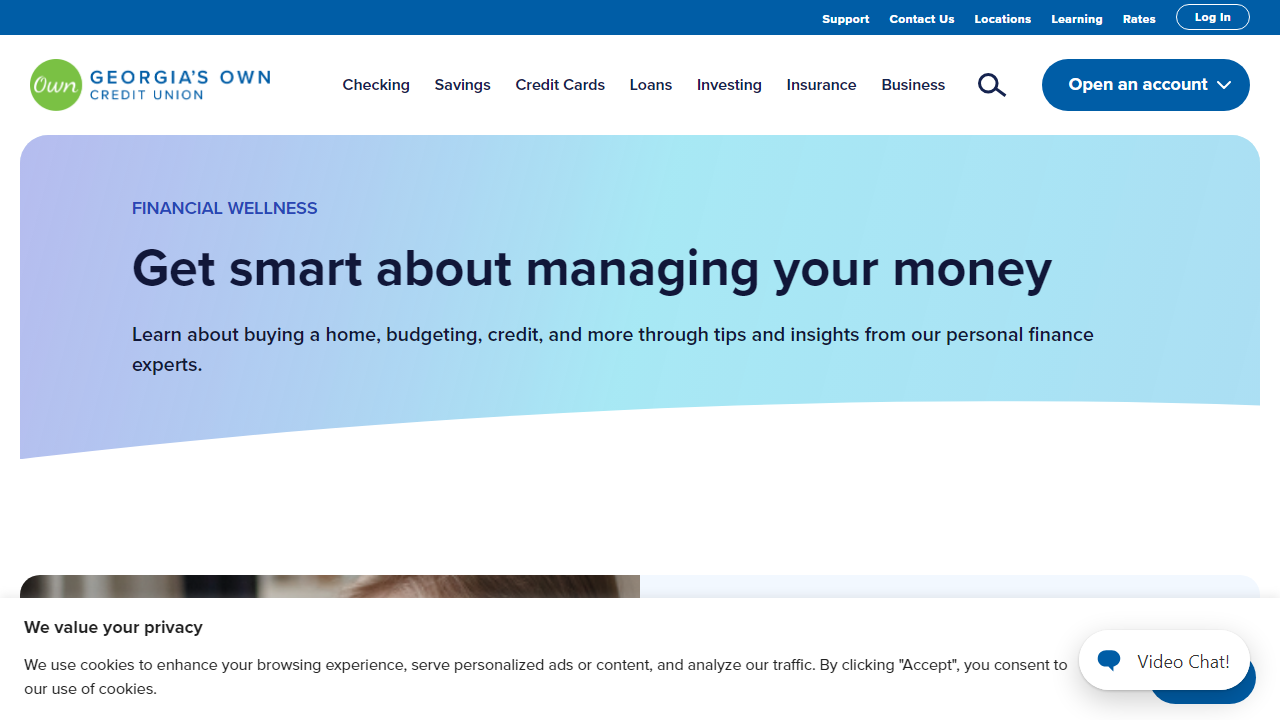 Support Contact Us Locations Learning Rates Log In
Own GEORGIA'S OWN
CREDIT UNION
Checking Savings Credit Cards Loans Investing Insurance Business Open an account
FINANCIAL WELLNESS
Get smart about managing your money
Learn about buying a home, budgeting, credit, and more through tips and insights from our personal finance
experts.
We value your privacy
We use cookies to enhance your browsing experience, serve personalized ads or content, and analyze our traffic. By clicking "Accept", you consent to
our use of cookies.
Video Chat!